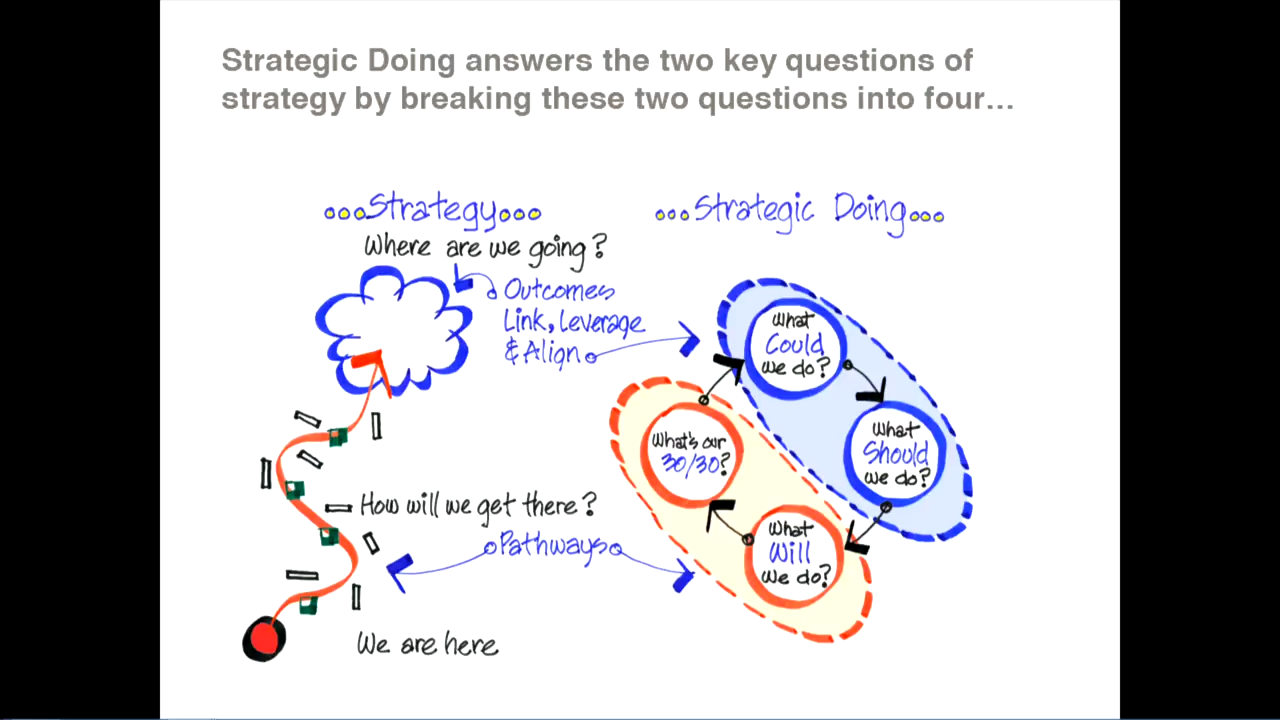 Strategic Doing answers the two key questions of
strategy by breaking these two questions into four…
Strategy
Where are we going?
Outcomes
Link, Leverage
& Align
How will we get there?
Pathways
We are here
Strategic Doing
What
Could
we do?
What
Should
we do?
What
Will
we do?
What's our
30/30?